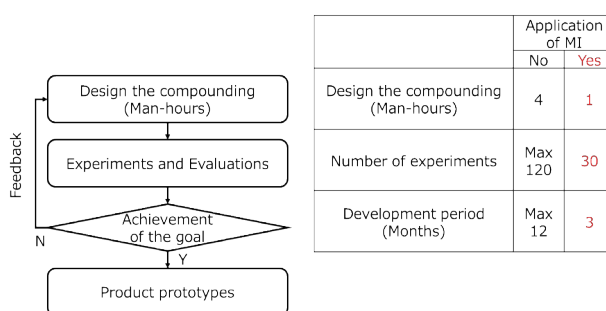 Design the compounding
(Man-hours)
Experiments and Evaluations
Achievement
of the goal
Feedback
N
Y
Product prototypes
Application
of MI
No
Yes
Design the compounding
(Man-hours)
4
1
Number of experiments
Max
120
30
Development period
(Months)
Max
12
3